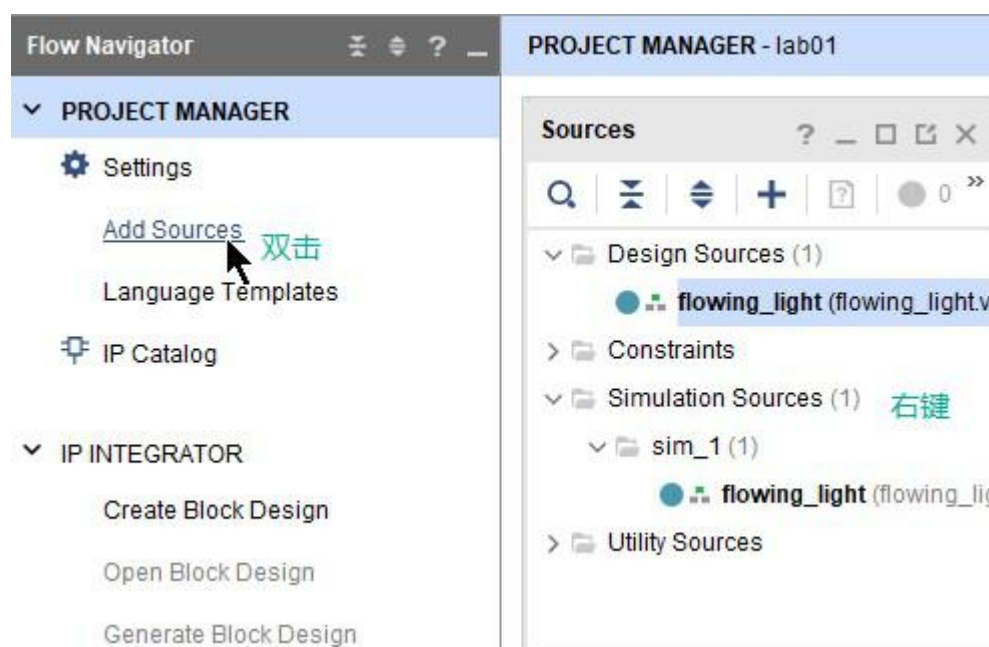 Flow Navigator
PROJECT MANAGER
Settings
Add Sources
双击
Language Templates
IP Catalog
IP INTEGRATOR
Create Block Design
Open Block Design
Generate Block Design
PROJECT MANAGER - lab01
Sources
0
Design Sources (1)
flowing_light (flowing_light.v
Constraints
Simulation Sources (1)
右键
sim_1 (1)
flowing_light (flowing_lig
Utility Sources